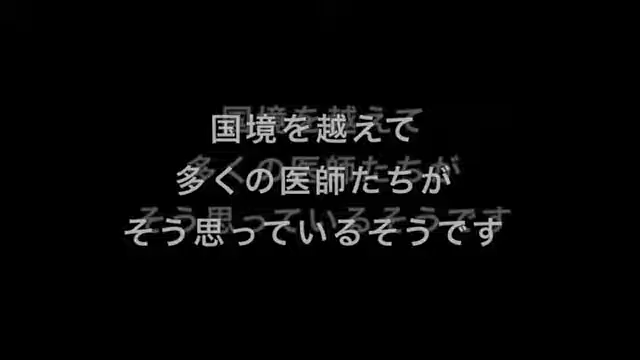 国境を越えて
多くの医師たちが
そう思っているそうです